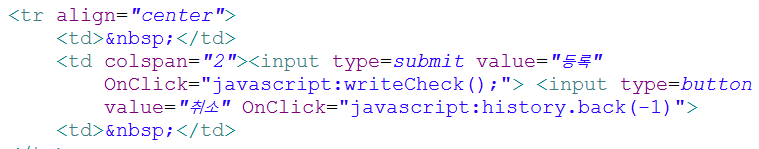 <tr align="center">
<td>&nbsp;</td>
<td colspan="2"><input type=submit value="등록"
OnClick="javascript:writeCheck();"> <input type=button
value="취소" OnClick="javascript:history.back(-1)">
<td>&nbsp;</td>